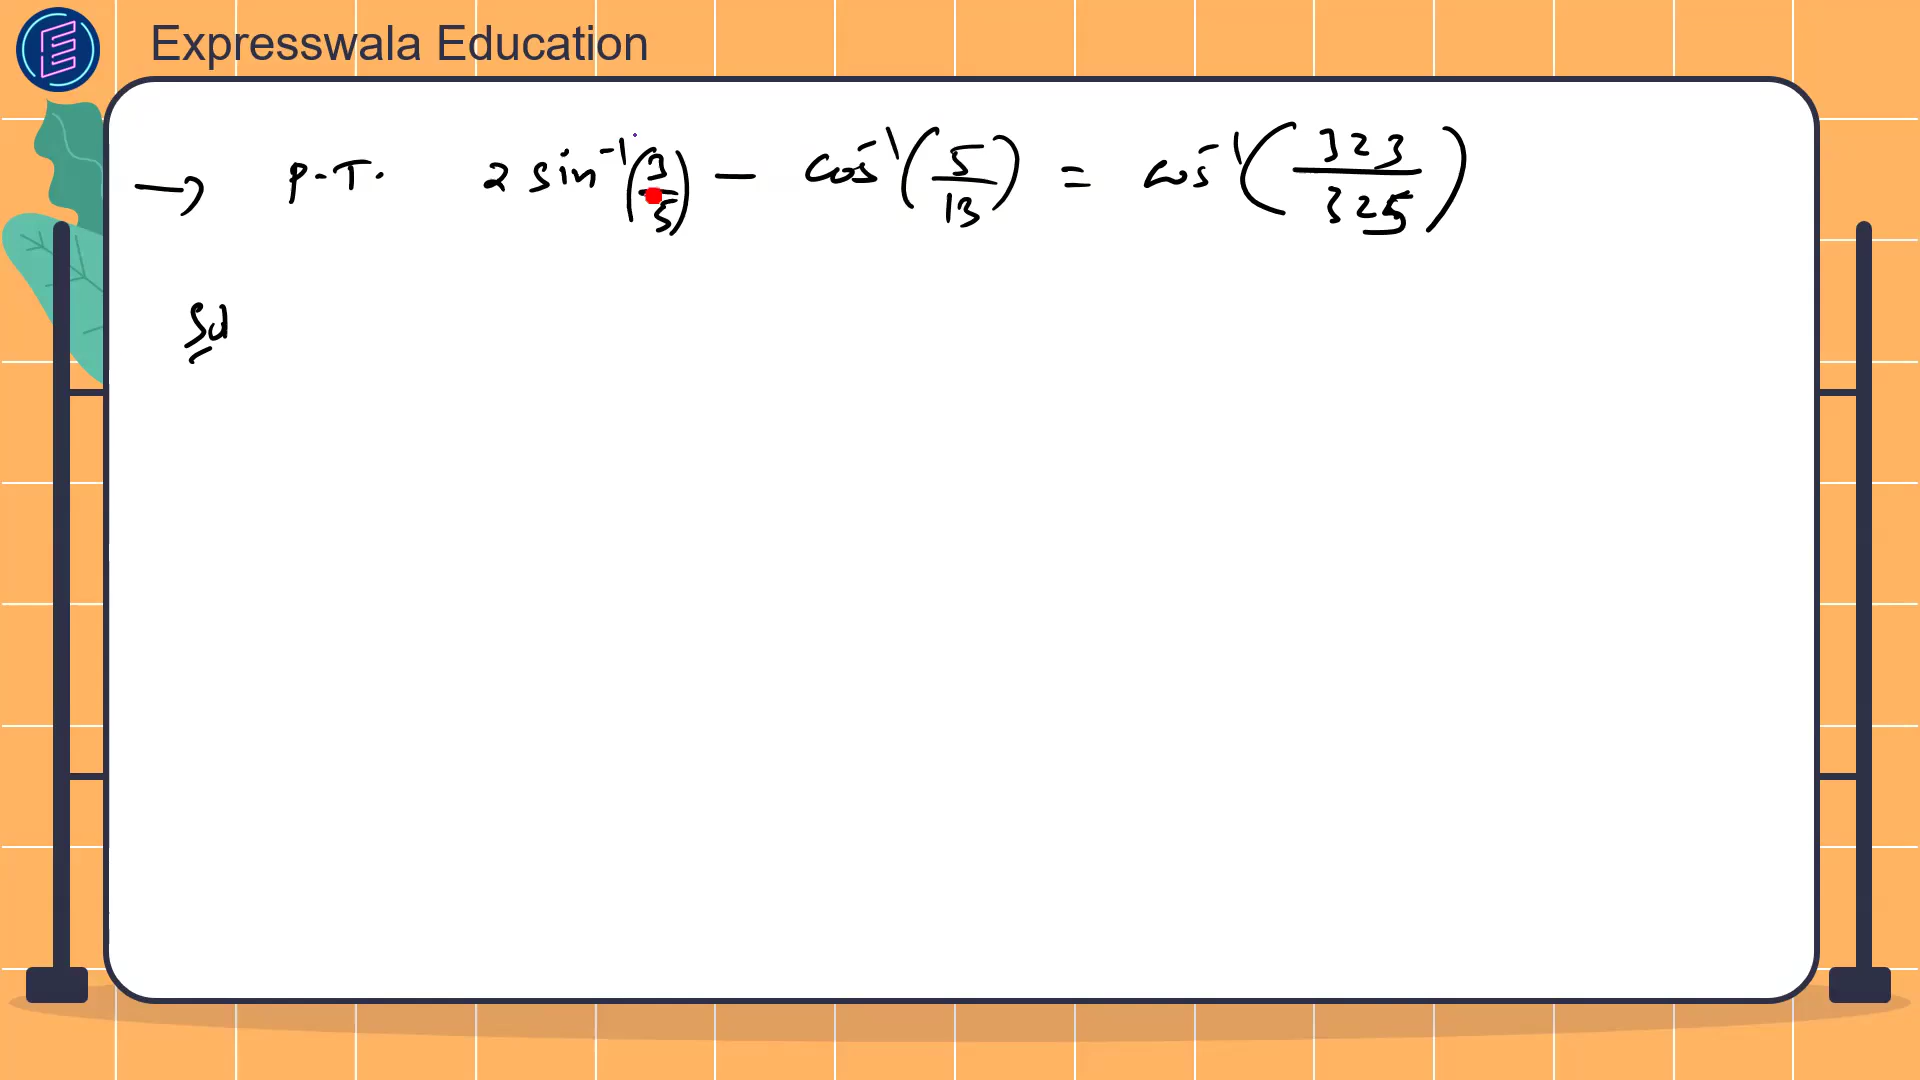 Expresswala Education
→ P.T. 2 sin⁻¹(3/5) − cos⁻¹(5/13) = cos⁻¹(323/325)
Sol